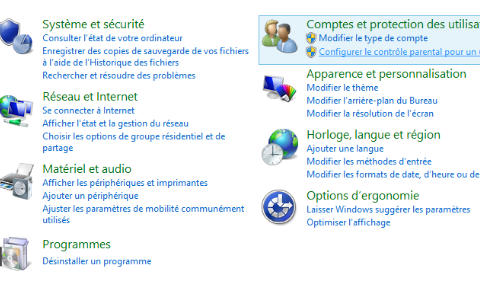 Système et sécurité
Consulter l'état de votre ordinateur
Enregistrer des copies de sauvegarde de vos fichiers
à l'aide de l'Historique des fichiers
Rechercher et résoudre des problèmes
Réseau et Internet
Se connecter à Internet
Afficher l'état et la gestion du réseau
Choisir les options de groupe résidentiel et de
partage
Matériel et audio
Afficher les périphériques et imprimantes
Ajouter un périphérique
Ajuster les paramètres de mobilité communément
utilisés
Programmes
Désinstaller un programme
Comptes et protection des utilisa
Modifier le type de compte
Configurer le contrôle parental pour un
Apparence et personnalisation
Modifier le thème
Modifier l'arrière-plan du Bureau
Modifier la résolution de l'écran
Horloge, langue et région
Ajouter une langue
Modifier les méthodes d'entrée
Modifier les formats de date, d'heure ou de
Options d'ergonomie
Laisser Windows suggérer les paramètres
Optimiser l'affichage